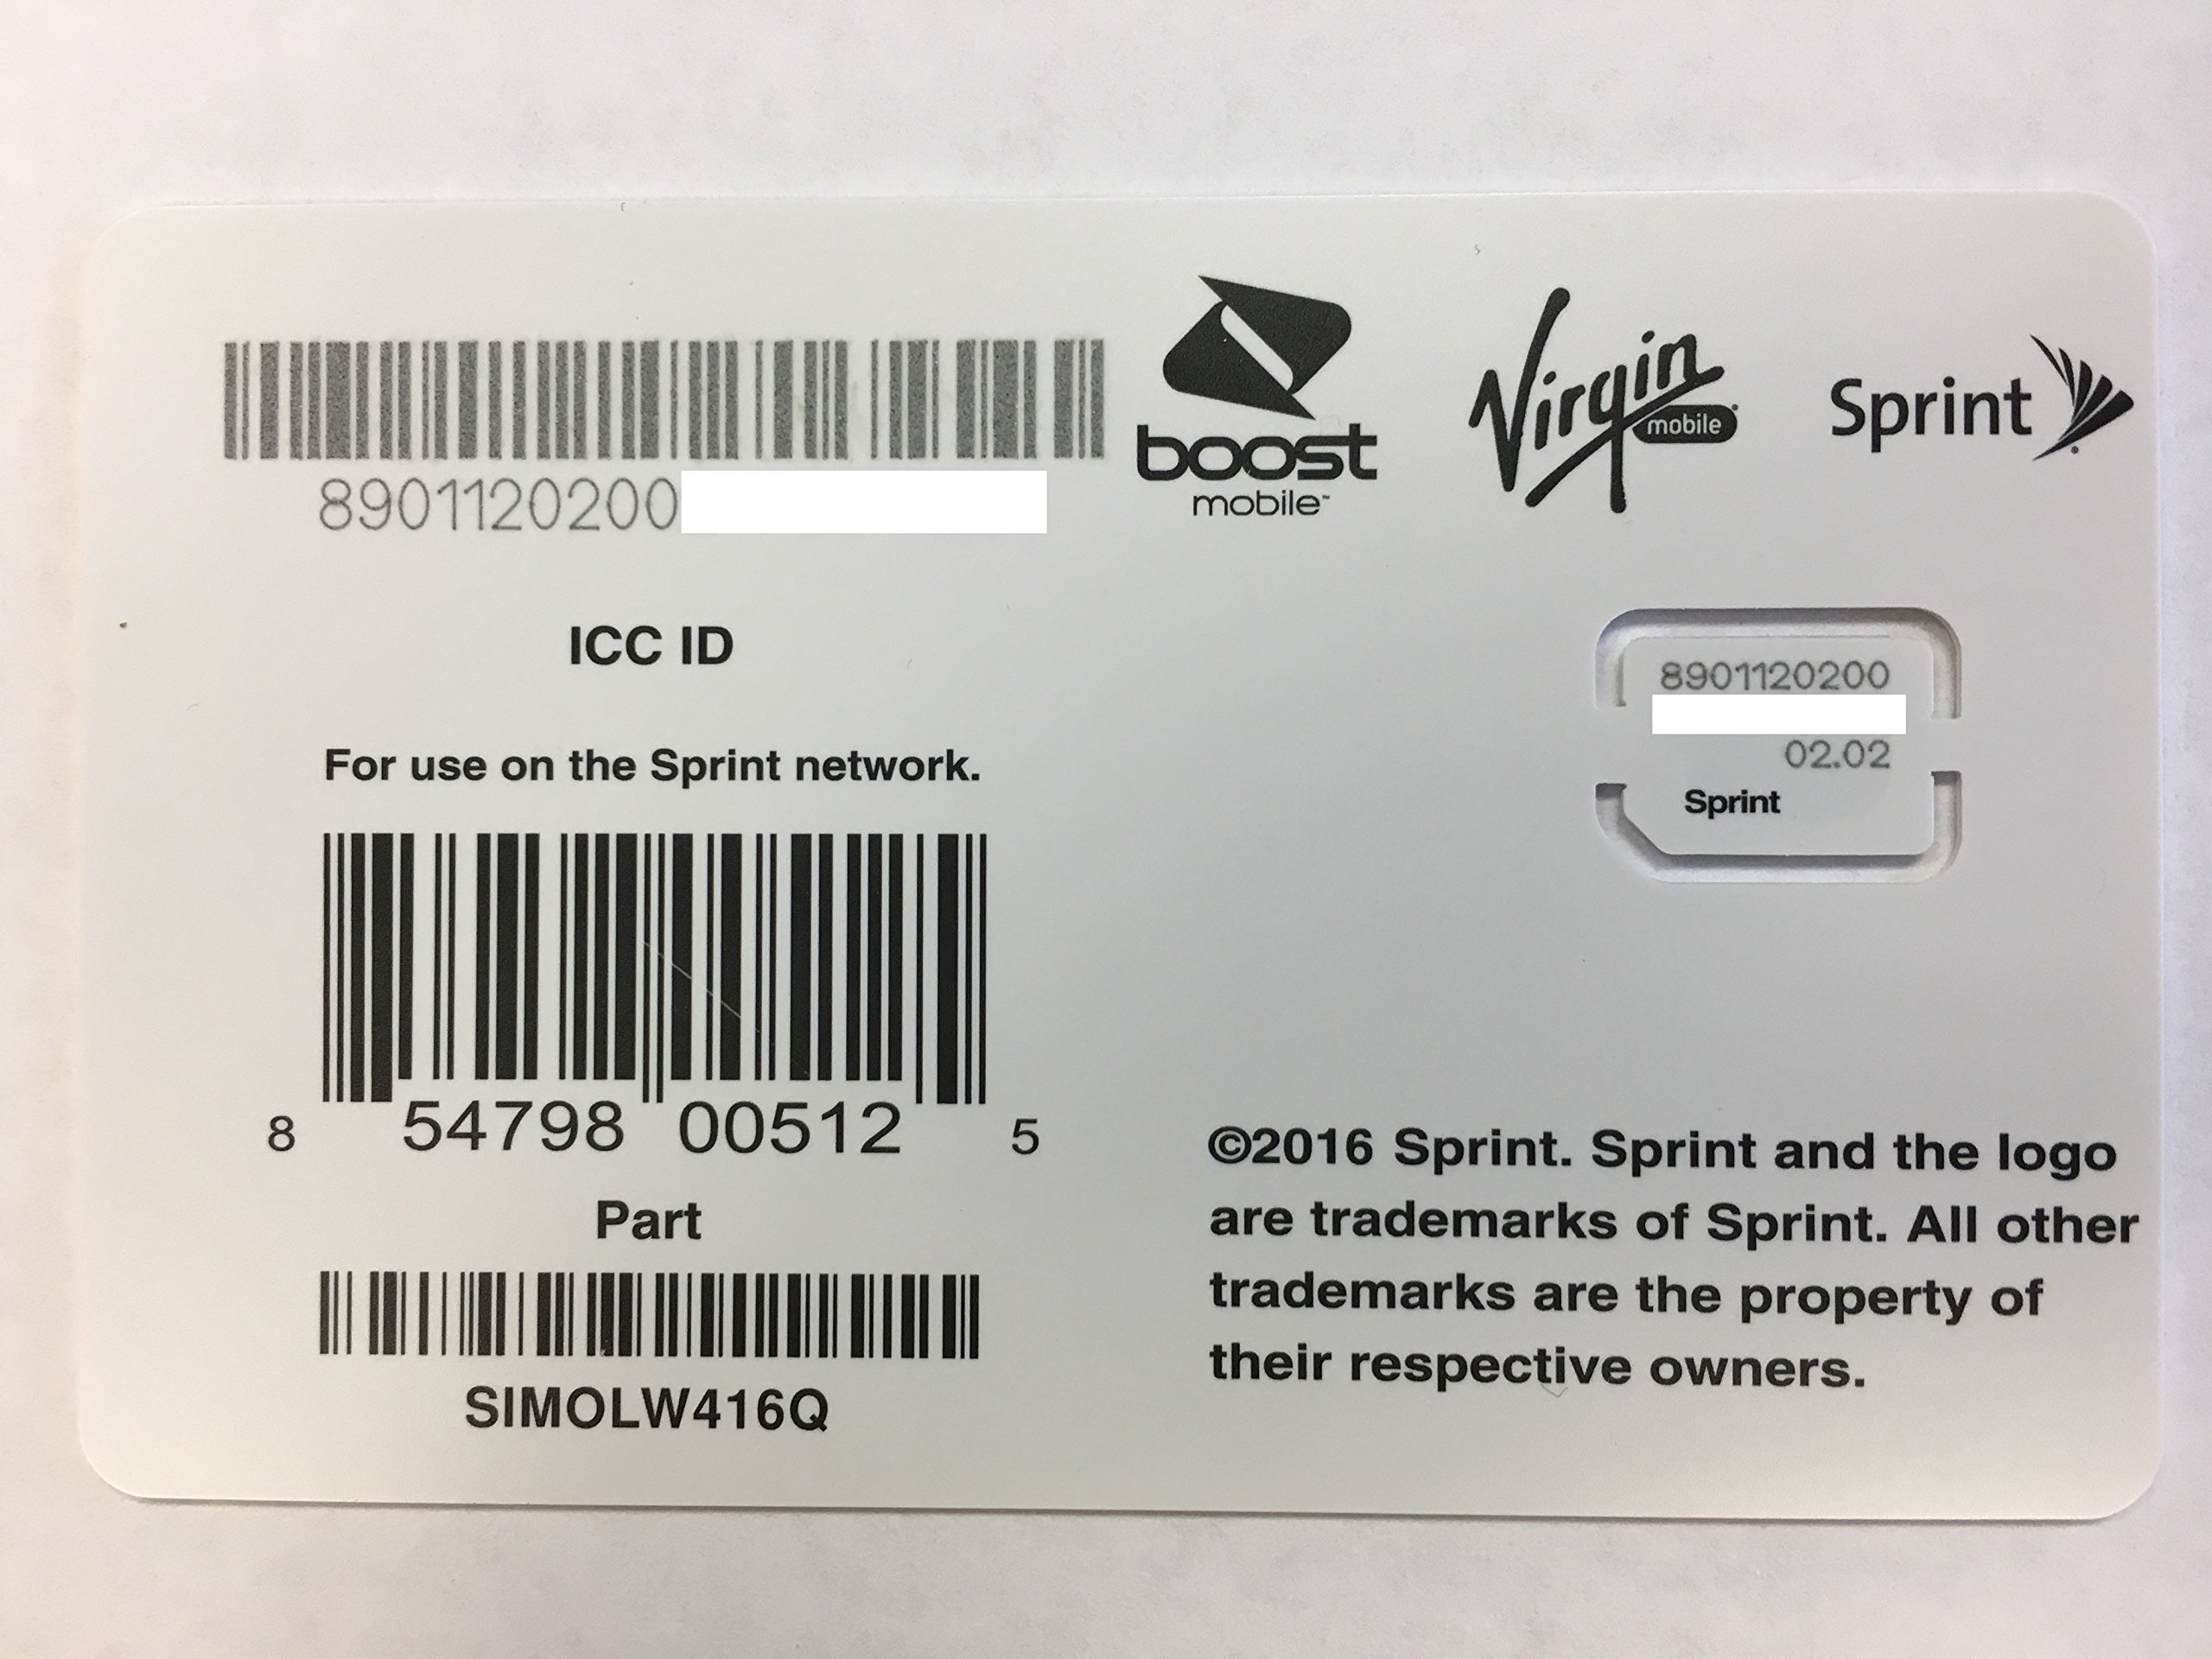 8901120200
ICC ID
For use on the Sprint network.
8 54798 00512 5
Part
SIMOLW416Q
boost
mobile™
Virgin
mobile
Sprint
8901120200
02.02
Sprint
©2016 Sprint. Sprint and the logo
are trademarks of Sprint. All other
trademarks are the property of
their respective owners.